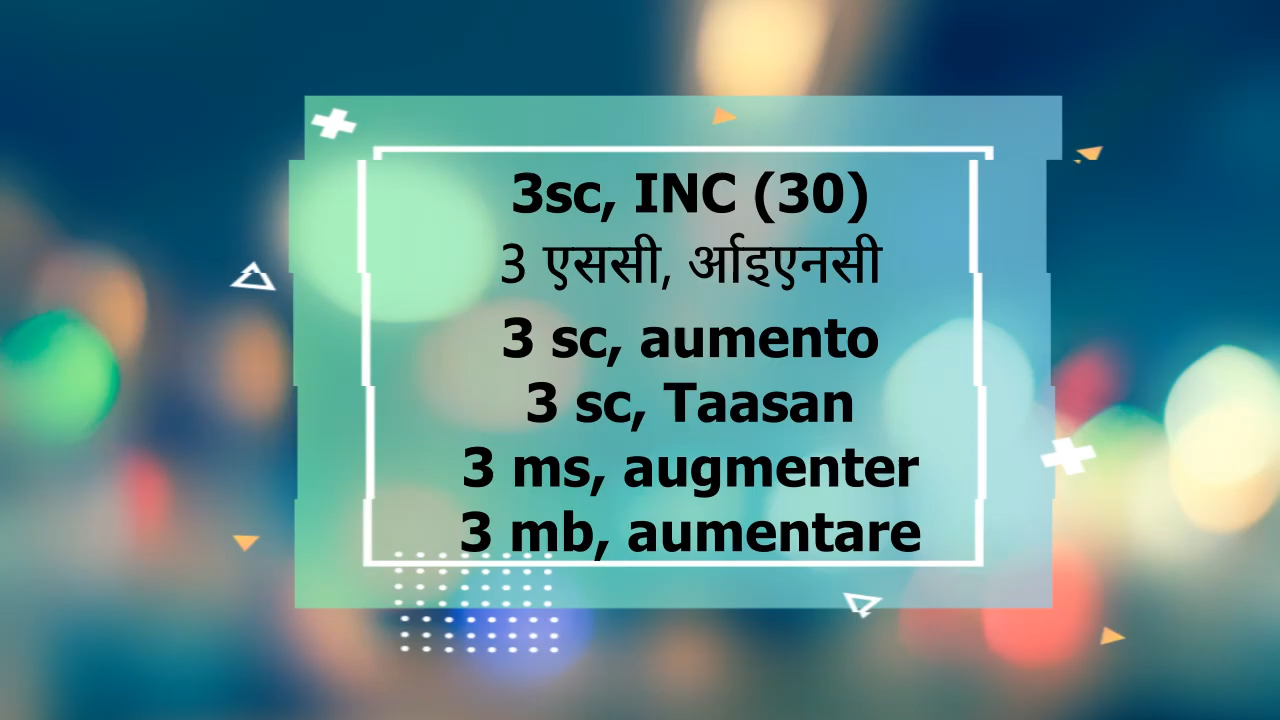 3sc, INC (30)
3 एससी, र्आइएनसी
3 sc, aumento
3 sc, Taasan
3 ms, augmenter
3 mb, aumentare